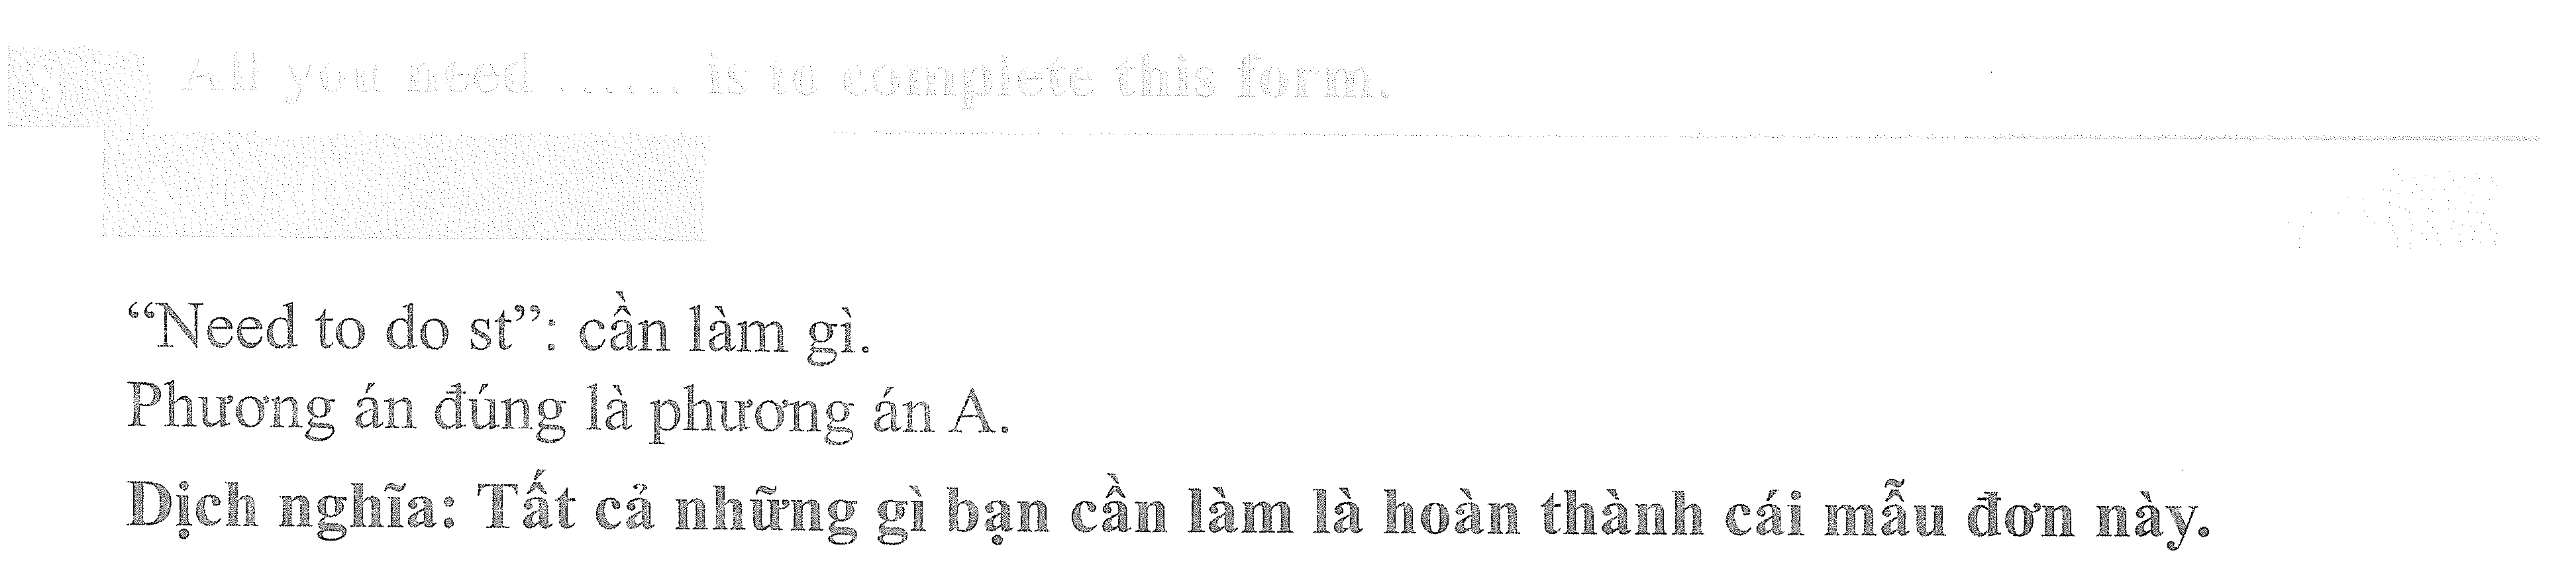 All you need ...... is to complete this form.
“Need to do st”: cần làm gì.
Phương án đúng là phương án A.
Dịch nghĩa: Tất cả những gì bạn cần làm là hoàn thành cái mẫu đơn này.